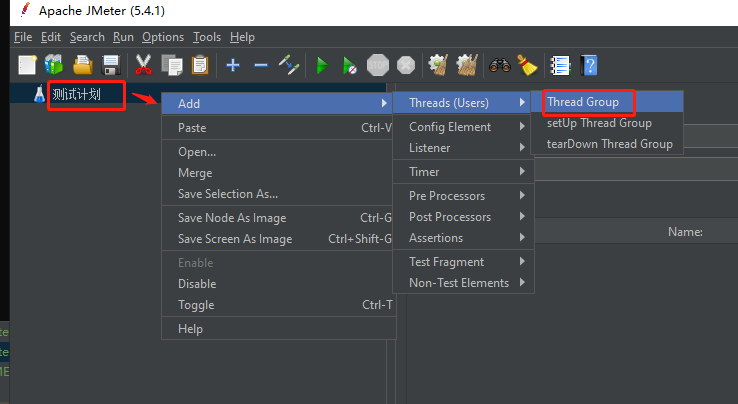 Apache JMeter (5.4.1)
File Edit Search Run Options Tools Help
测试计划
Add
Paste Ctrl-V
Open...
Merge
Save Selection As...
Save Node As Image Ctrl-G
Save Screen As Image Ctrl+Shift-G
Enable
Disable
Toggle Ctrl-T
Help
Threads (Users)
Config Element
Listener
Timer
Pre Processors
Post Processors
Assertions
Test Fragment
Non-Test Elements
Thread Group
setUp Thread Group
tearDown Thread Group
Name: